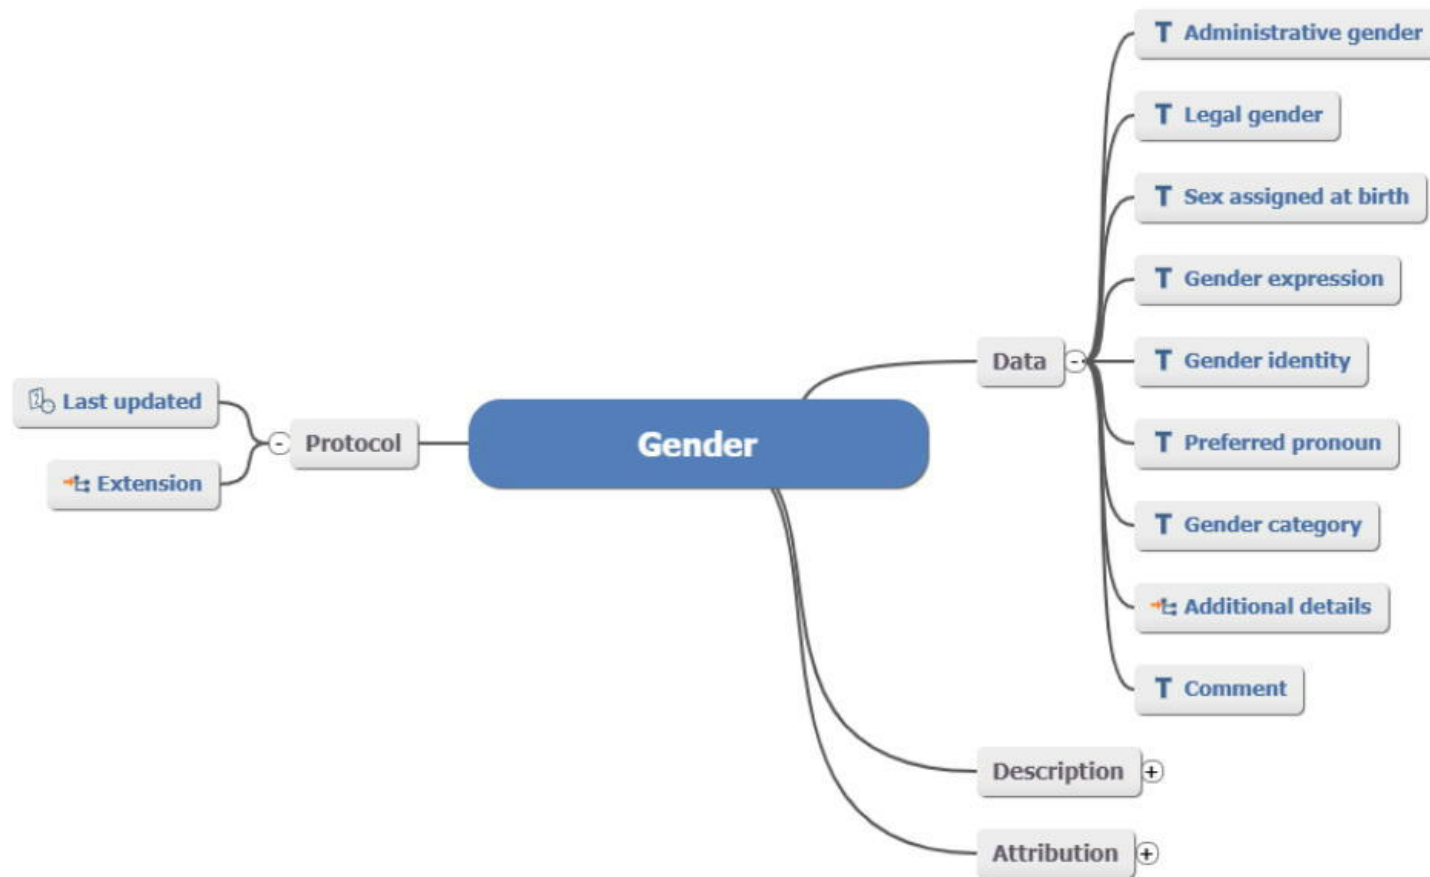 Administrative gender
Legal gender
Sex assigned at birth
Gender expression
Data
Gender identity
Last updated
Protocol
Gender
Preferred pronoun
Extension
Gender category
Additional details
Comment
Description
Attribution